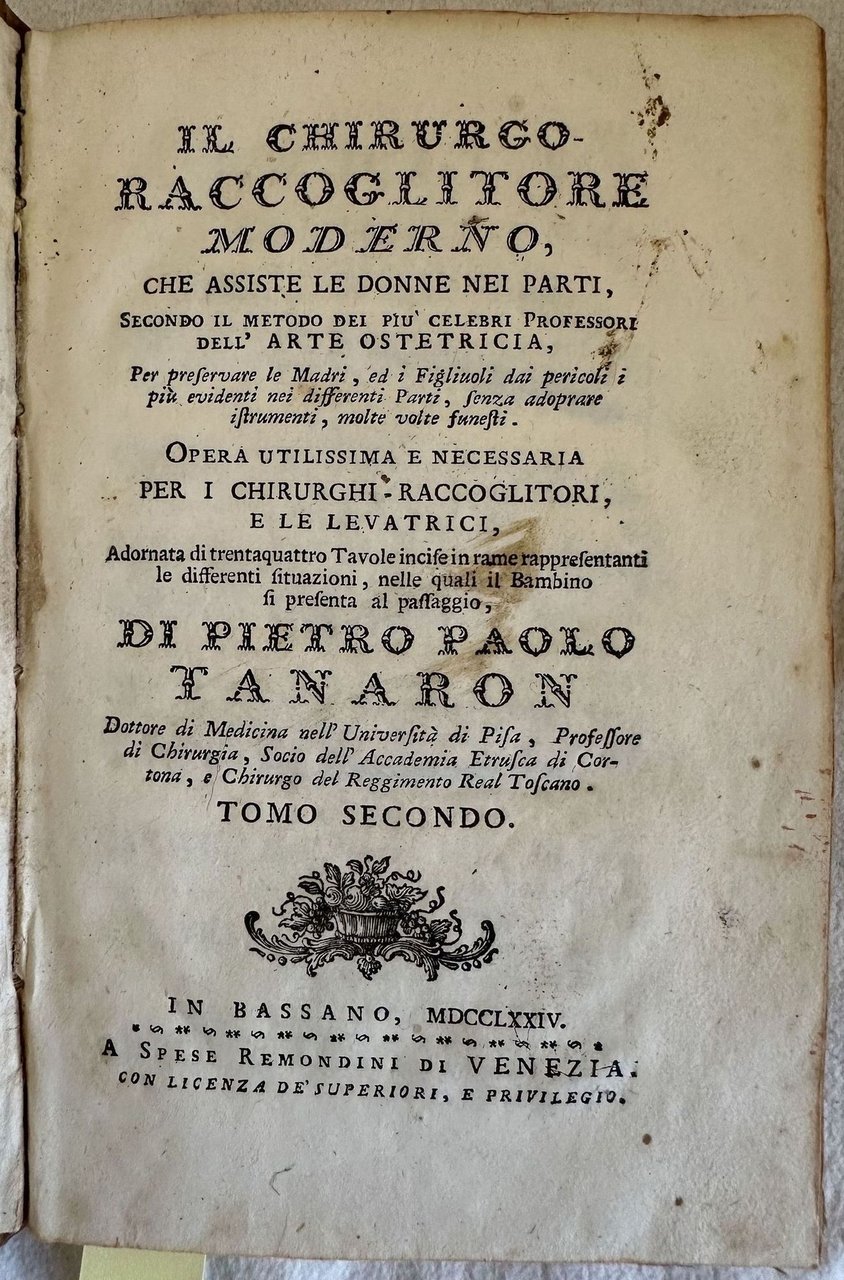 IL CHIRURGO-
RACCOGLITORE
MODERNO,
CHE ASSISTE LE DONNE NEI PARTI,
SECONDO IL METODO DEI PIU' CELEBRI PROFESSORI
DELL' ARTE OSTETRICIA,
Per preſervare le Madri, ed i Figliuoli dai pericoli i
più evidenti nei differenti Parti, ſenza adoprare
iſtrumenti, molte volte funeſti.
OPERA UTILISSIMA E NECESSARIA
PER I CHIRURGHI-RACCOGLITORI,
E LE LEVATRICI,
Adornata di trentaquattro Tavole inciſe in rame rappreſentanti
le differenti ſituazioni, nelle quali il Bambino
ſi preſenta al paſſaggio,
DI PIETRO PAOLO
TANARON
Dottore di Medicina nell' Univerſità di Piſa, Profeſſore
di Chirurgia, Socio dell' Accademia Etruſca di Cor-
tona, e Chirurgo del Reggimento Real Toſcano.
TOMO SECONDO.
IN BASSANO, MDCCLXXIV.
A SPESE REMONDINI DI VENEZIA.
CON LICENZA DE' SUPERIORI, E PRIVILEGIO.